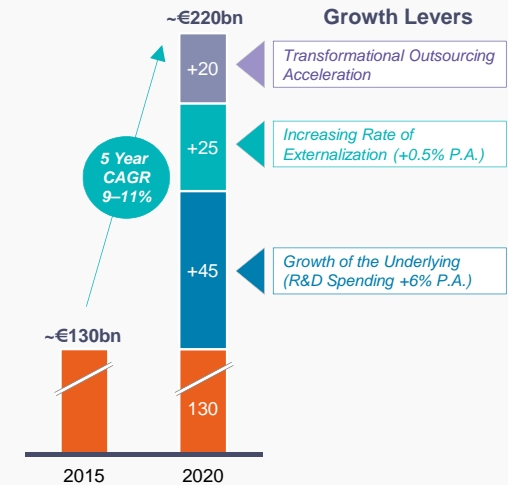 ~€220bn
Growth Levers
+20
Transformational Outsourcing
Acceleration
+25
Increasing Rate of
Externalization (+0.5% P.A.)
5 Year
CAGR
9–11%
+45
Growth of the Underlying
(R&D Spending +6% P.A.)
~€130bn
130
2015
2020